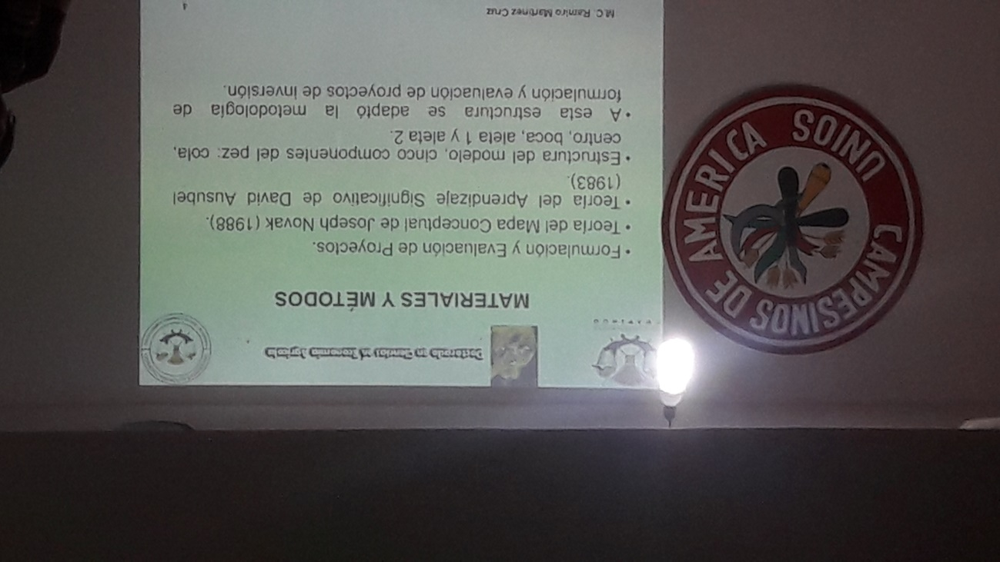 Doctorado en Ciencias en Economía Agrícola
MATERIALES Y MÉTODOS
• Formulación y Evaluación de Proyectos.
• Teoría del Mapa Conceptual de Joseph Novak (1988).
• Teoría del Aprendizaje Significativo de David Ausubel
(1983).
• Estructura del modelo, cinco componentes del pez: cola,
centro, boca, aleta 1 y aleta 2.
• A esta estructura se adaptó la metodología de
formulación y evaluación de proyectos de inversión.
M.C. Ramiro Martínez Cruz
4
CAMPESINOS DE AMERICA UNIOS